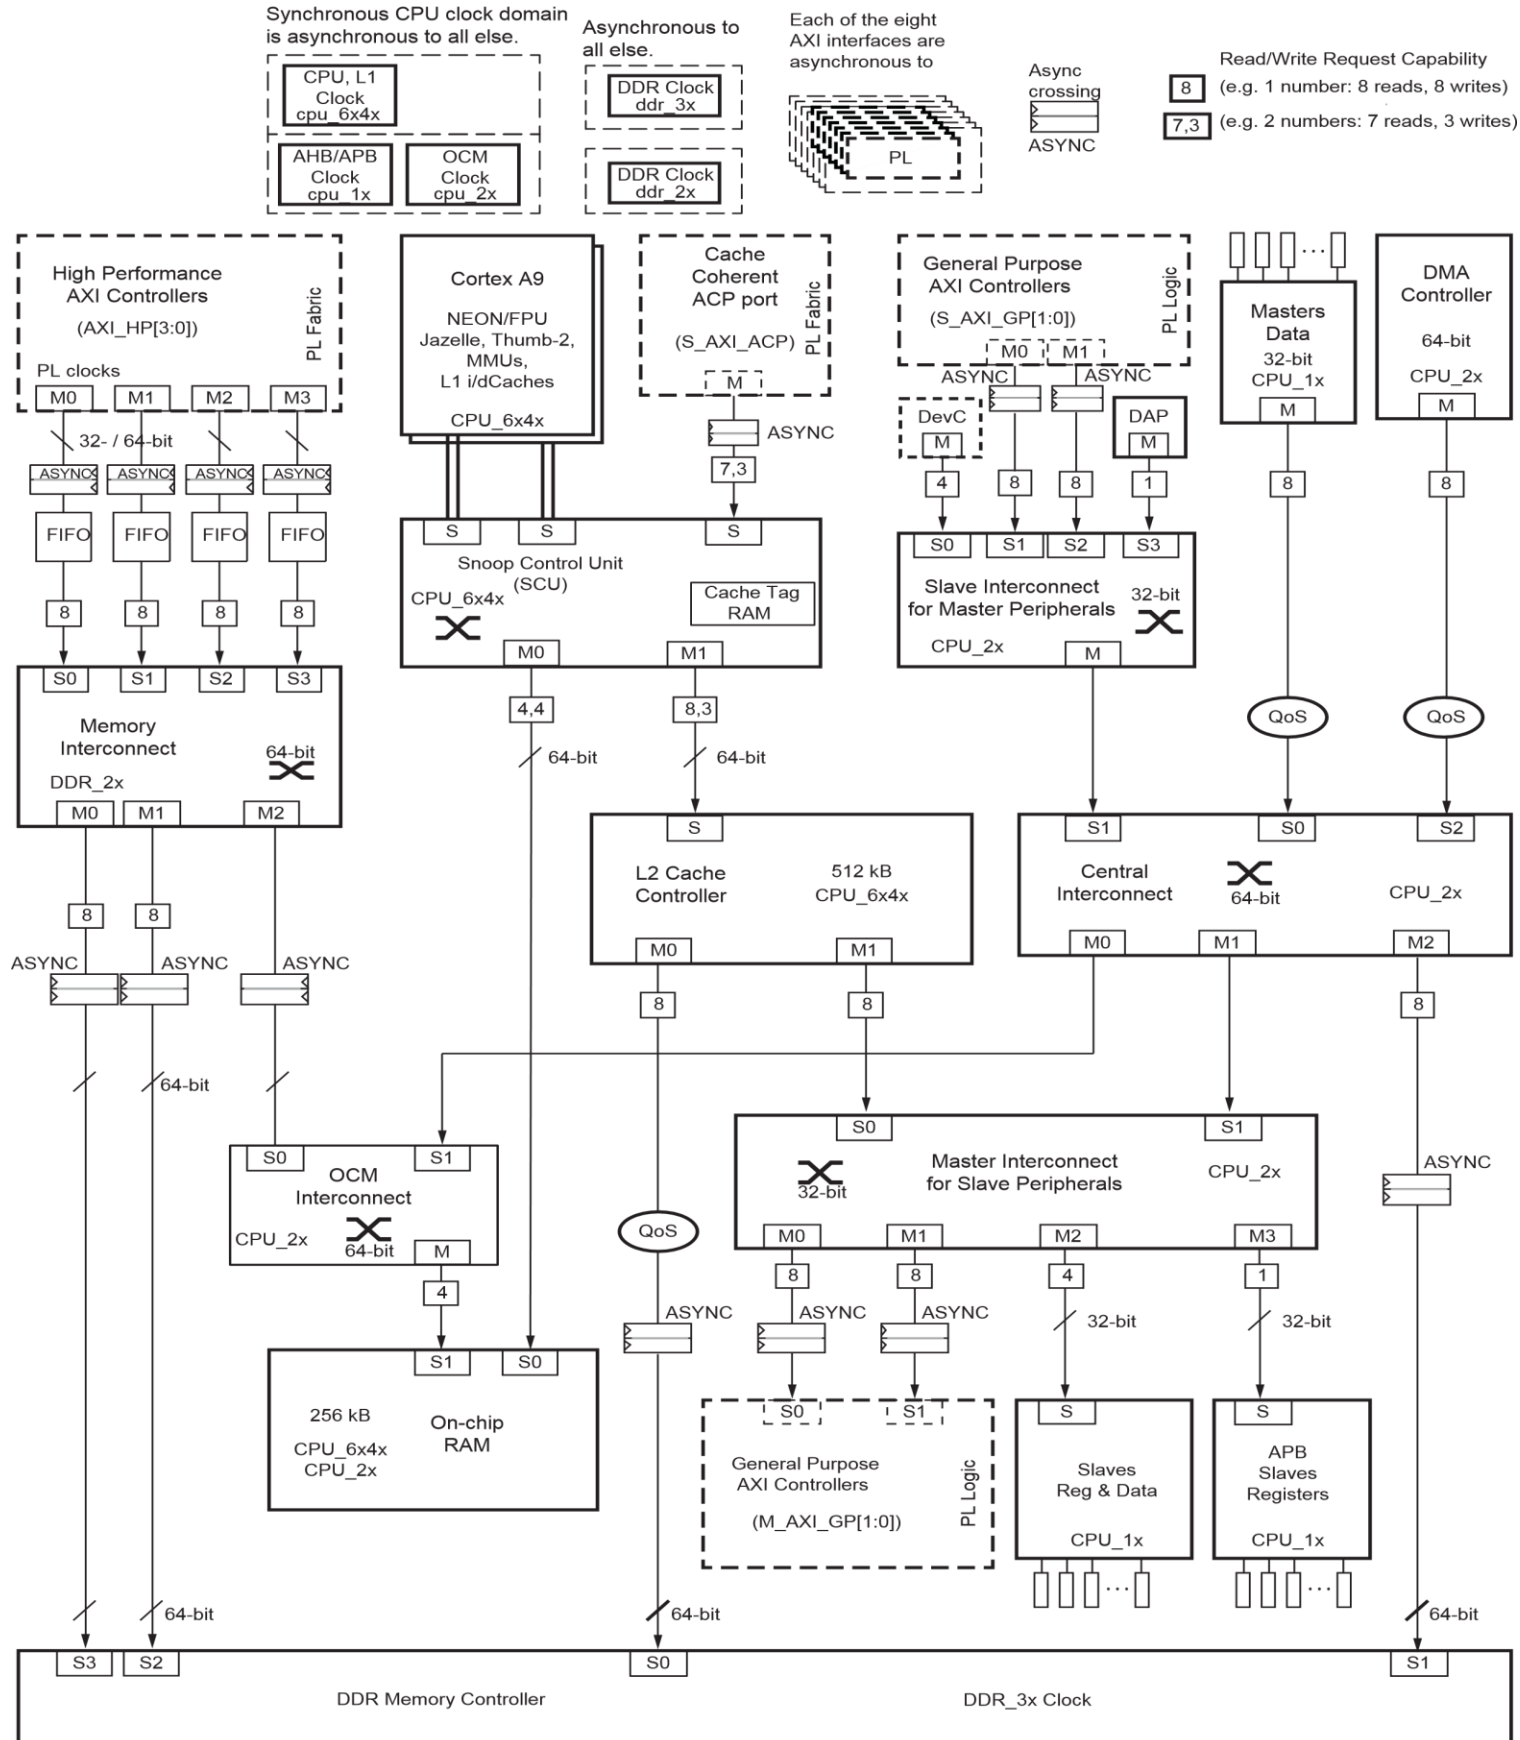 Synchronous CPU clock domain
is asynchronous to all else.
CPU, L1
Clock
cpu_6x4x
AHB/APB
Clock
cpu_1x
OCM
Clock
cpu_2x
Asynchronous to
all else.
DDR Clock
ddr_3x
DDR Clock
ddr_2x
Each of the eight
AXI interfaces are
asynchronous to
PL
Async
crossing
ASYNC
Read/Write Request Capability
8
(e.g. 1 number: 8 reads, 8 writes)
7,3
(e.g. 2 numbers: 7 reads, 3 writes)
High Performance
AXI Controllers
(AXI_HP[3:0])
PL Fabric
PL clocks
M0
M1
M2
M3
32- / 64-bit
ASYNC
ASYNC
ASYNC
ASYNC
FIFO
FIFO
FIFO
FIFO
8
8
8
8
S0
S1
S2
S3
Memory
Interconnect
64-bit
DDR_2x
M0
M1
M2
8
8
ASYNC
ASYNC
ASYNC
64-bit
Cortex A9
NEON/FPU
Jazelle, Thumb-2,
MMUs,
L1 i/dCaches
CPU_6x4x
Cache
Coherent
ACP port
(S_AXI_ACP)
PL Fabric
M
ASYNC
7,3
S
S
S
Snoop Control Unit
(SCU)
CPU_6x4x
Cache Tag
RAM
M0
M1
4,4
8,3
64-bit
64-bit
General Purpose
AXI Controllers
(S_AXI_GP[1:0])
PL Logic
M0
M1
ASYNC
ASYNC
DevC
M
DAP
M
4
8
8
1
S0
S1
S2
S3
Slave Interconnect
for Master Peripherals
32-bit
CPU_2x
M
Masters
Data
32-bit
CPU_1x
M
8
QoS
DMA
Controller
64-bit
CPU_2x
M
8
QoS
S
L2 Cache
Controller
512 kB
CPU_6x4x
M0
M1
8
8
S1
S0
S2
Central
Interconnect
64-bit
CPU_2x
M0
M1
M2
8
S0
S1
OCM
Interconnect
CPU_2x
64-bit
M
4
QoS
ASYNC
S0
S1
Master Interconnect
for Slave Peripherals
32-bit
CPU_2x
M0
M1
M2
M3
8
8
4
1
ASYNC
ASYNC
32-bit
32-bit
ASYNC
S1
S0
256 kB
On-chip
RAM
CPU_6x4x
CPU_2x
S0
S1
General Purpose
AXI Controllers
(M_AXI_GP[1:0])
PL Logic
S
Slaves
Reg & Data
CPU_1x
S
APB
Slaves
Registers
CPU_1x
64-bit
64-bit
64-bit
S3
S2
S0
S1
DDR Memory Controller
DDR_3x Clock